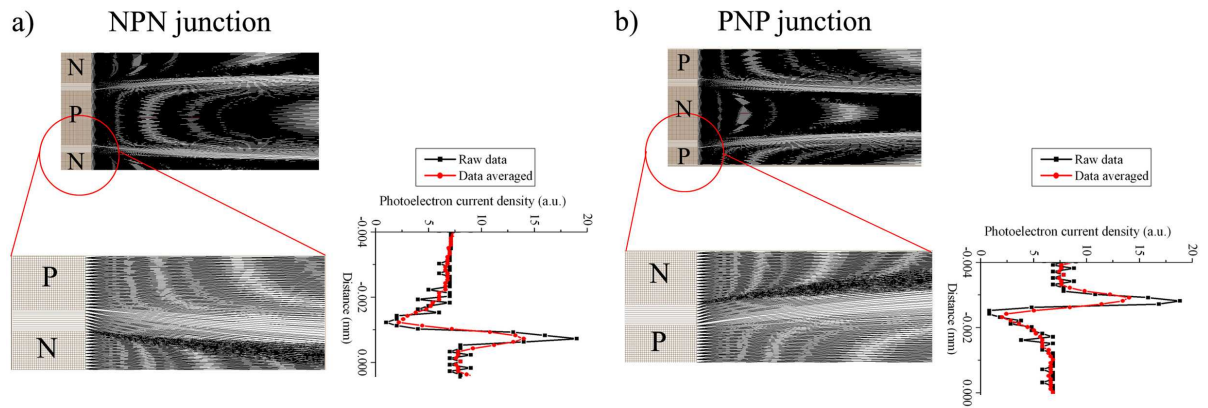 a)
NPN junction
N
P
N
P
N
Raw data
Data averaged
Photoelectron current density (a.u.)
0
5
10
15
20
-0.004
-0.002
0.000
Distance (mm)
b)
PNP junction
P
N
P
N
P
Raw data
Data averaged
Photoelectron current density (a.u.)
0
5
10
15
20
-0.002
0.000
Distance (mm)